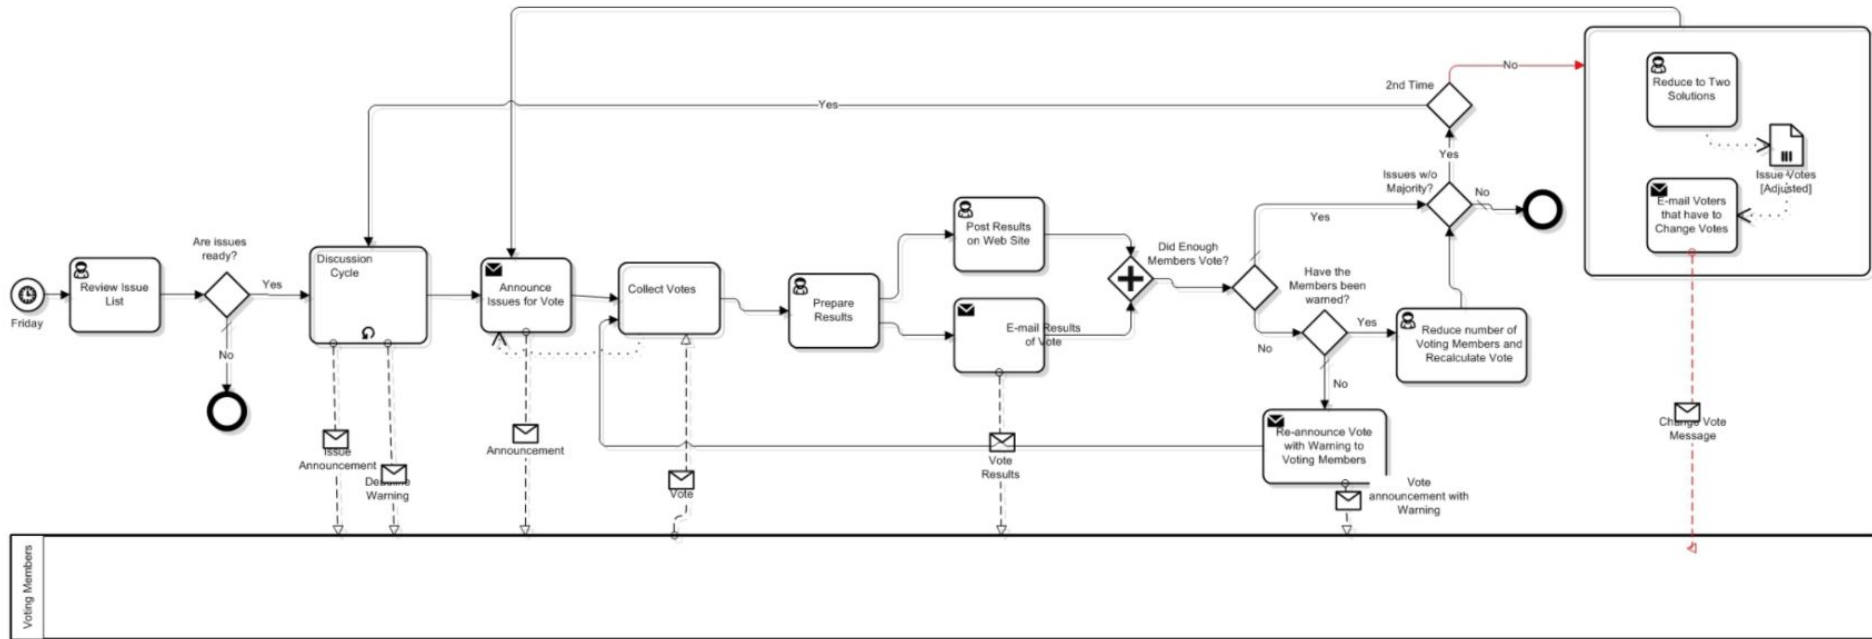 No
Reduce to Two
Solutions
2nd Time
Yes
Yes
Issues w/o
Majority?
No
Issue Votes
[Adjusted]
E-mail Voters
that have to
Change Votes
Post Results
on Web Site
Yes
Did Enough
Members Vote?
Are issues
ready?
Discussion
Cycle
Have the
Members been
warned?
Friday
Review Issue
List
Yes
Announce
Issues for Vote
Collect Votes
Prepare
Results
E-mail Results
of Vote
No
Yes
Reduce number of
Voting Members and
Recalculate Vote
No
No
Change Vote
Message
Re-announce Vote
with Warning to
Voting Members
Issue
Announcement
Deadline
Warning
Announcement
Vote
Vote
Results
Vote
announcement with
Warning
Voting Members